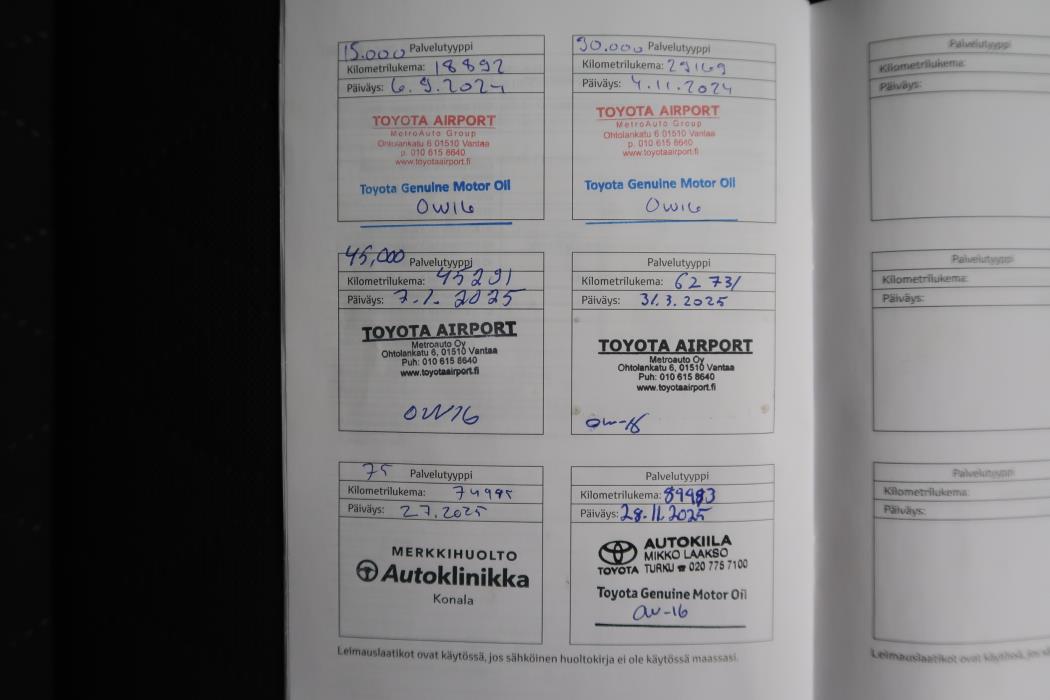 15.000 Palvelutyyppi
Kilometrilukema: 18892
Päiväys: 6.9.2024
TOYOTA AIRPORT
MetroAuto Group
Ohtolankatu 6 01510 Vantaa
p. 010 615 8640
www.toyotaairport.fi
Toyota Genuine Motor Oil
0W16
30.000 Palvelutyyppi
Kilometrilukema: 29169
Päiväys: 4.11.2024
TOYOTA AIRPORT
MetroAuto Group
Ohtolankatu 6 01510 Vantaa
p. 010 615 8640
www.toyotaairport.fi
Toyota Genuine Motor Oil
0W16
45,000 Palvelutyyppi
Kilometrilukema: 45291
Päiväys: 7.1. 2025
TOYOTA AIRPORT
Metroauto Oy
Ohtolankatu 6, 01510 Vantaa
Puh: 010 615 8640
www.toyotaairport.fi
0W16
Palvelutyyppi
Kilometrilukema: 62731
Päiväys: 31.3.2025
TOYOTA AIRPORT
Metroauto Oy
Ohtolankatu 6, 01510 Vantaa
Puh: 010 615 8640
www.toyotaairport.fi
0W-16
75 Palvelutyyppi
Kilometrilukema: 74995
Päiväys: 2.7.2025
MERKKIHUOLTO
Autoklinikka
Konala
Palvelutyyppi
Kilometrilukema: 89483
Päiväys: 28.11.2025
AUTOKIILA
MIKKO LAAKSO
TOYOTA TURKU ☎ 020 775 7100
Toyota Genuine Motor Oil
0W-16
Leimauslaatikot ovat käytössä, jos sähköinen huoltokirja ei ole käytössä maassasi.
Palvelutyyppi
Kilometrilukema:
Päiväys:
Palvelutyyppi
Kilometrilukema:
Päiväys:
Palvelutyyppi
Kilometrilukema:
Päiväys:
Leimauslaatikot ovat käytössä, jos